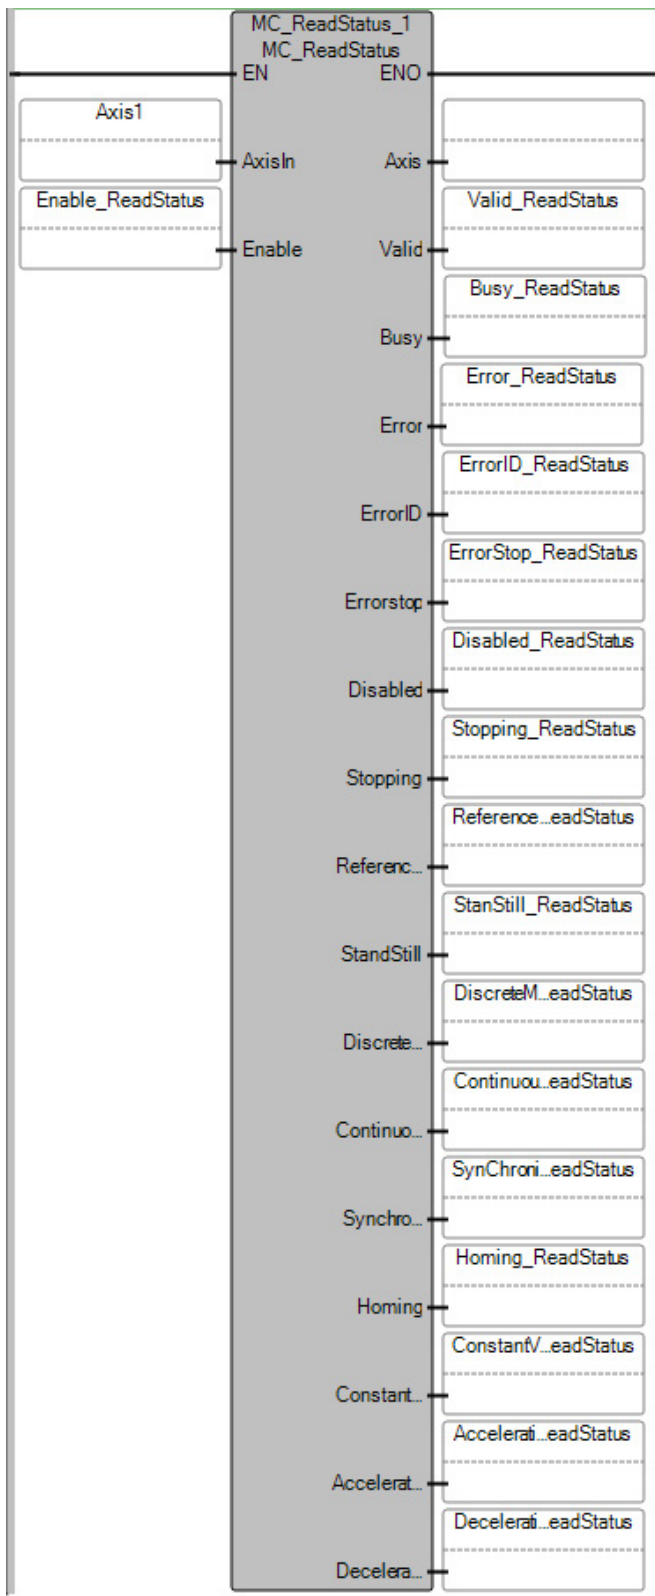 MC_ReadStatus_1
MC_ReadStatus
EN ENO
Axis1
AxisIn Axis
Enable_ReadStatus Valid_ReadStatus
Enable Valid
Busy_ReadStatus
Busy
Error_ReadStatus
Error
ErrorID_ReadStatus
ErrorID
ErrorStop_ReadStatus
Errorstop
Disabled_ReadStatus
Disabled
Stopping_ReadStatus
Stopping
Reference...eadStatus
Referenc...
StanStill_ReadStatus
StandStill
DiscreteM...eadStatus
Discrete...
Continuou...eadStatus
Continuo...
SynChroni...eadStatus
Synchro...
Homing_ReadStatus
Homing
ConstantV...eadStatus
Constant...
Accelerati...eadStatus
Accelerat...
Decelerati...eadStatus
Decelera...